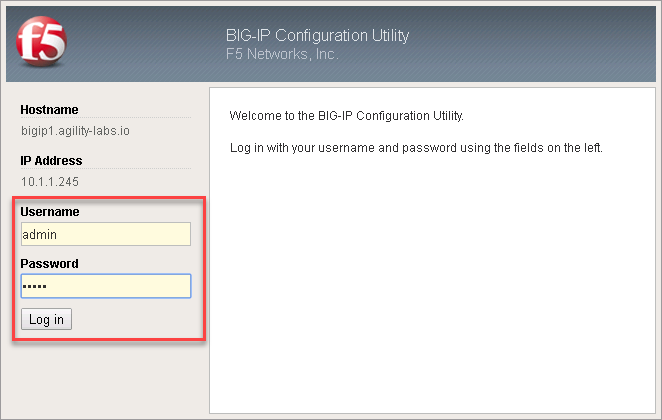 f5
BIG-IP Configuration Utility
F5 Networks, Inc.
Hostname
bigip1.agility-labs.io
IP Address
10.1.1.245
Username
admin
Password
•••••
Log in
Welcome to the BIG-IP Configuration Utility.
Log in with your username and password using the fields on the left.